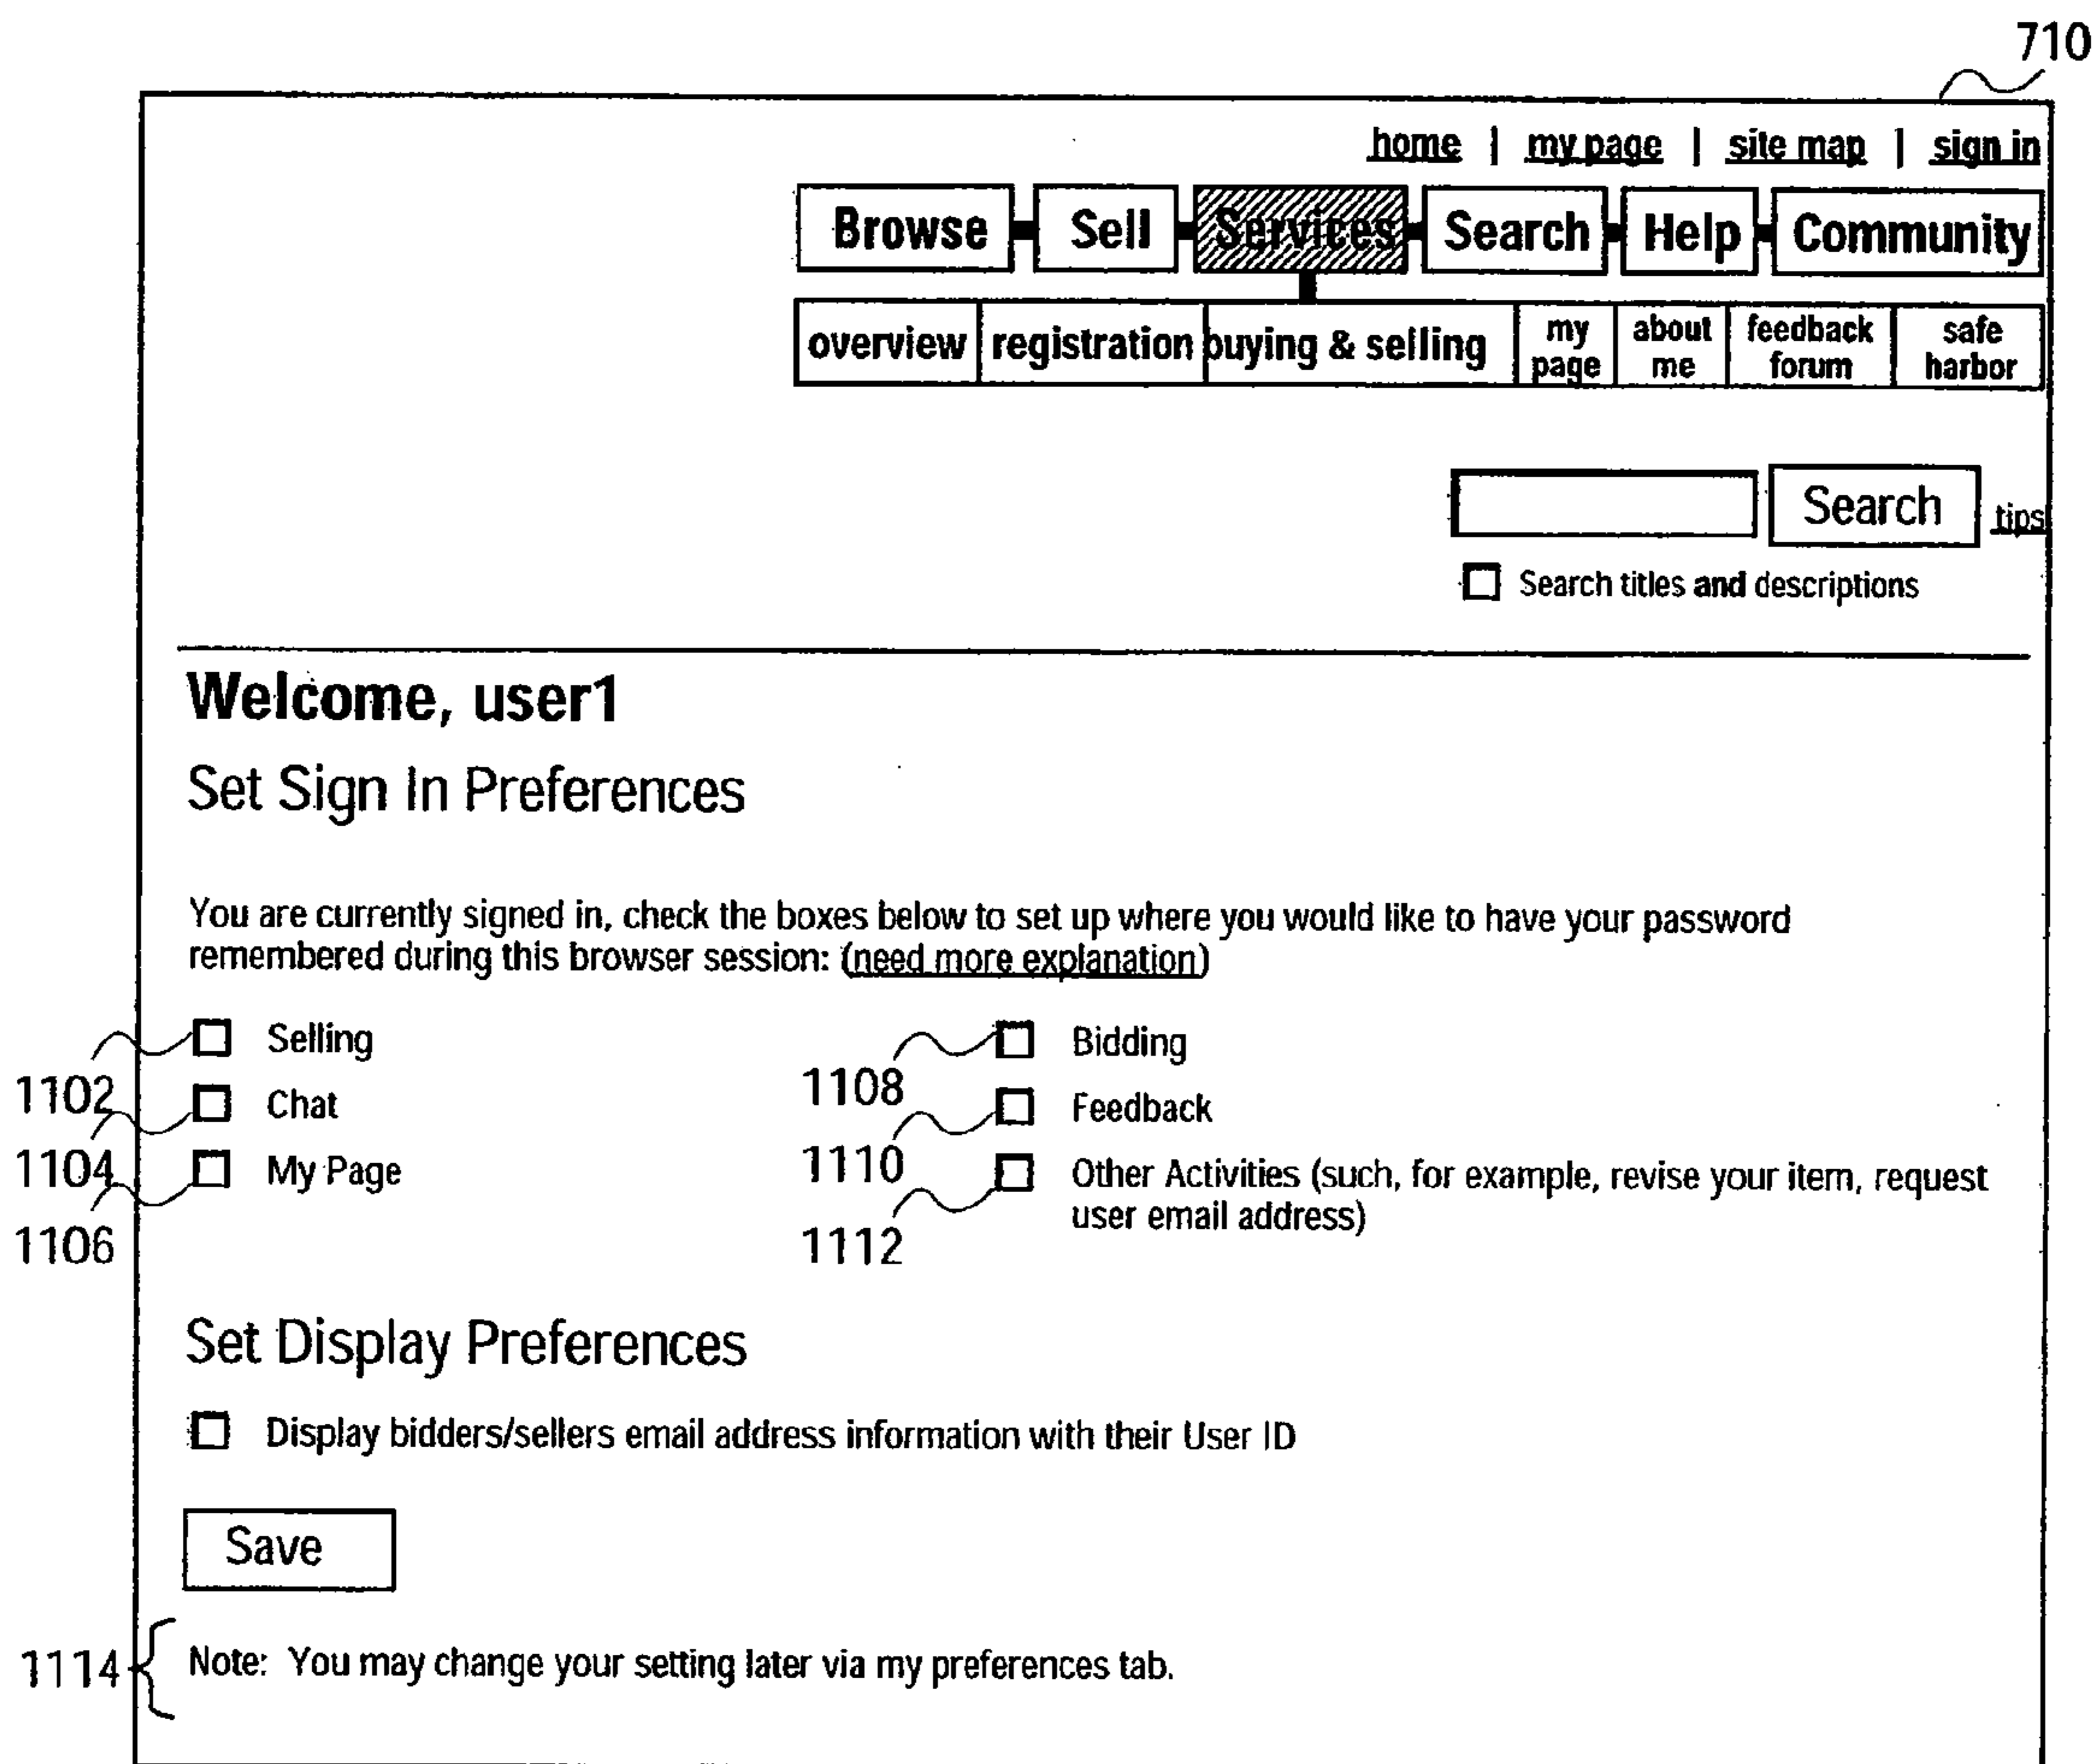 710
home | my page | site map | sign in
Browse Sell Services Search Help Community
overview registration buying & selling my page about me feedback forum safe harbor
Search tips
Search titles and descriptions
Welcome, user1
Set Sign In Preferences
You are currently signed in, check the boxes below to set up where you would like to have your password
remembered during this browser session: (need more explanation)
Selling
Bidding
1102
1108
Chat
Feedback
1104
1110
My Page
Other Activities (such, for example, revise your item, request
user email address)
1106
1112
Set Display Preferences
Display bidders/sellers email address information with their User ID
Save
1114
Note: You may change your setting later via my preferences tab.